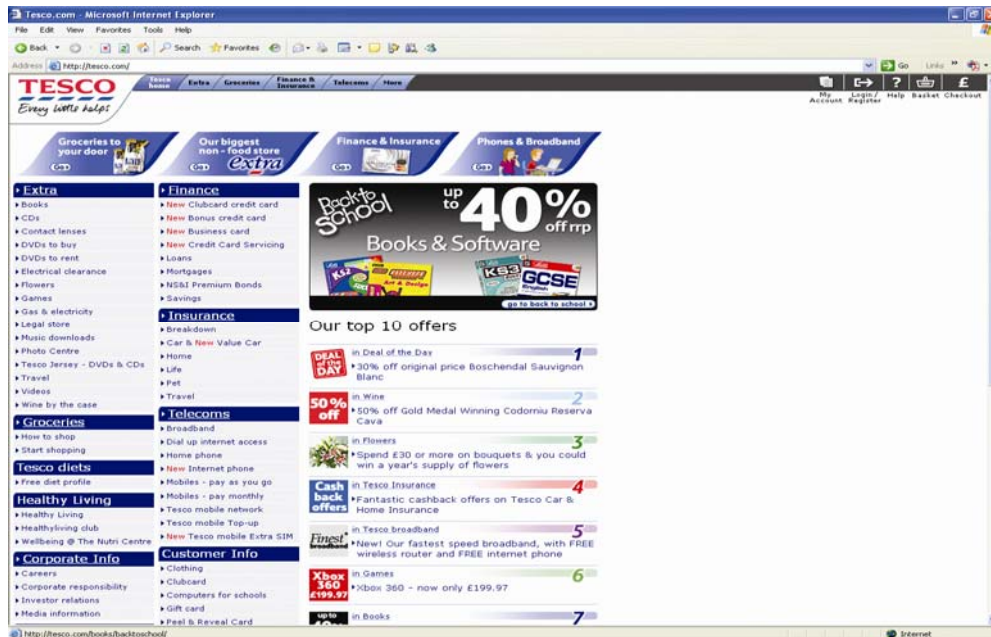 Tesco.com - Microsoft Internet Explorer
File Edit View Favorites Tools Help
Back Search Favorites
Address http://tesco.com/ Go Links
TESCO
Every little helps
Tesco home Extra Groceries Finance & Insurance Telecoms More
My Account Login / Register Help Basket Checkout
Groceries to your door
Go
Our biggest non-food store extra
Go
Finance & Insurance
Go
Phones & Broadband
Go
Extra
Books
CDs
Contact lenses
DVDs to buy
DVDs to rent
Electrical clearance
Flowers
Games
Gas & electricity
Legal store
Music downloads
Photo Centre
Tesco Jersey - DVDs & CDs
Travel
Videos
Wine by the case
Groceries
How to shop
Start shopping
Tesco diets
Free diet profile
Healthy Living
Healthy Living
Healthyliving club
Wellbeing @ The Nutri Centre
Corporate Info
Careers
Corporate responsibility
Investor relations
Media information
Finance
New Clubcard credit card
New Bonus credit card
New Business card
New Credit Card Servicing
Loans
Mortgages
NS&I Premium Bonds
Savings
Insurance
Breakdown
Car & New Value Car
Home
Life
Pet
Travel
Telecoms
Broadband
Dial up internet access
Home phone
New Internet phone
Mobiles - pay as you go
Mobiles - pay monthly
Tesco mobile network
Tesco mobile Top-up
New Tesco mobile Extra SIM
Customer Info
Clothing
Clubcard
Computers for schools
Gift card
Peel & Reveal Card
Back to School
up to 40% off rrp
Books & Software
KS2
Art & Design
KS3
GCSE
English
go to back to school
Our top 10 offers
DEAL of the DAY
in Deal of the Day 1
30% off original price Boschendal Sauvignon
Blanc
50% off
in Wine 2
50% off Gold Medal Winning Codorniu Reserva
Cava
in Flowers 3
Spend £30 or more on bouquets & you could
win a year's supply of flowers
Cash back offers
in Tesco Insurance 4
Fantastic cashback offers on Tesco Car &
Home Insurance
Finest* broadband
in Tesco broadband 5
New! Our fastest speed broadband, with FREE
wireless router and FREE internet phone
Xbox 360 £199.97
in Games 6
Xbox 360 - now only £199.97
up to
in Books 7
http://tesco.com/books/backtoschool/
Internet